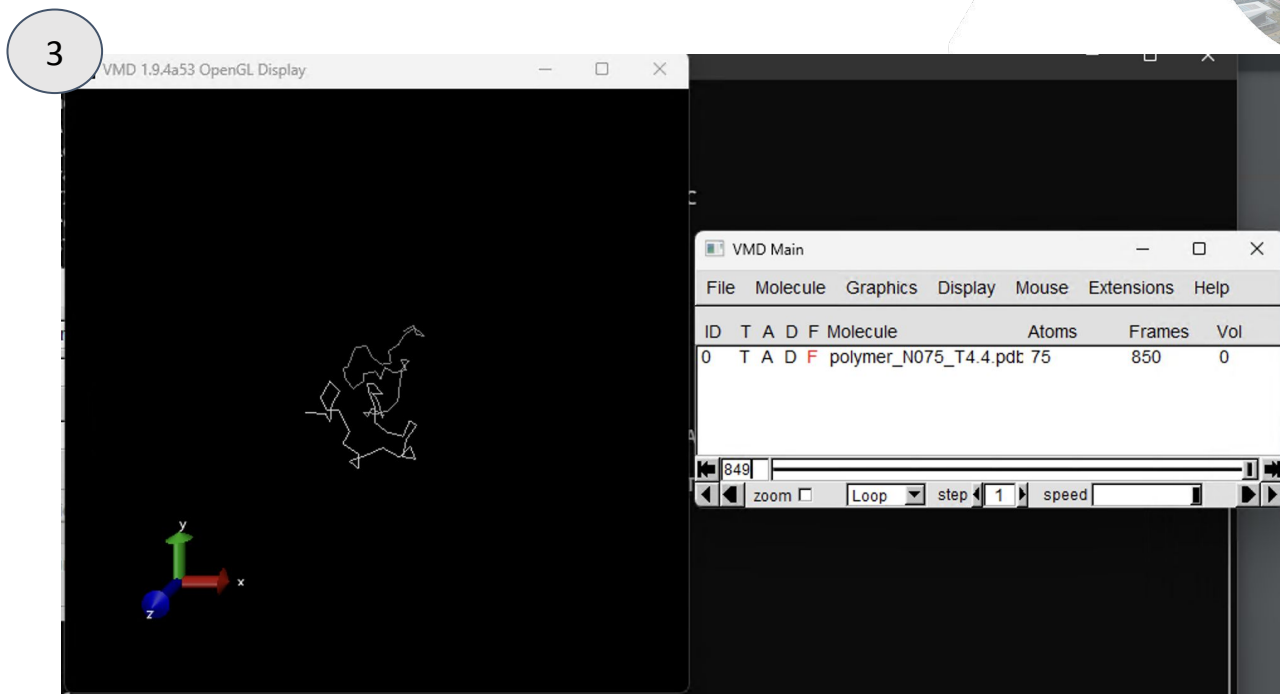 3
VMD 1.9.4a53 OpenGL Display
VMD Main
File Molecule Graphics Display Mouse Extensions Help
ID T A D F Molecule Atoms Frames Vol
0 T A D F polymer_N075_T4.4.pdb 75 850 0
849
zoom Loop step 1 speed
y
x
z